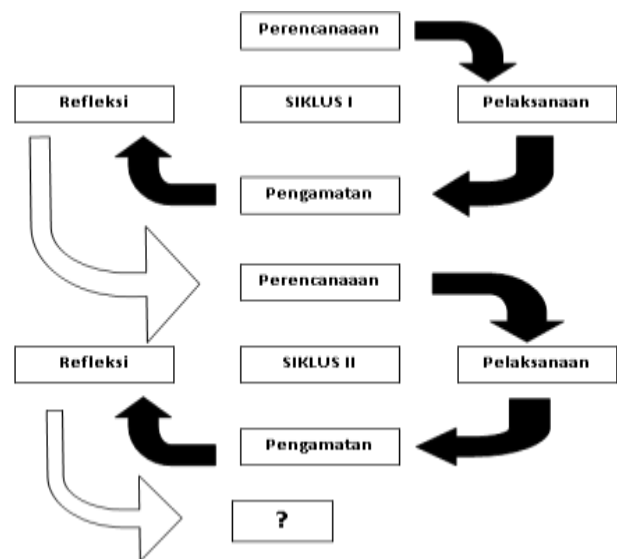 Perencanaaan
Refleksi
SIKLUS I
Pelaksanaan
Pengamatan
Perencanaaan
Refleksi
SIKLUS II
Pelaksanaan
Pengamatan
?